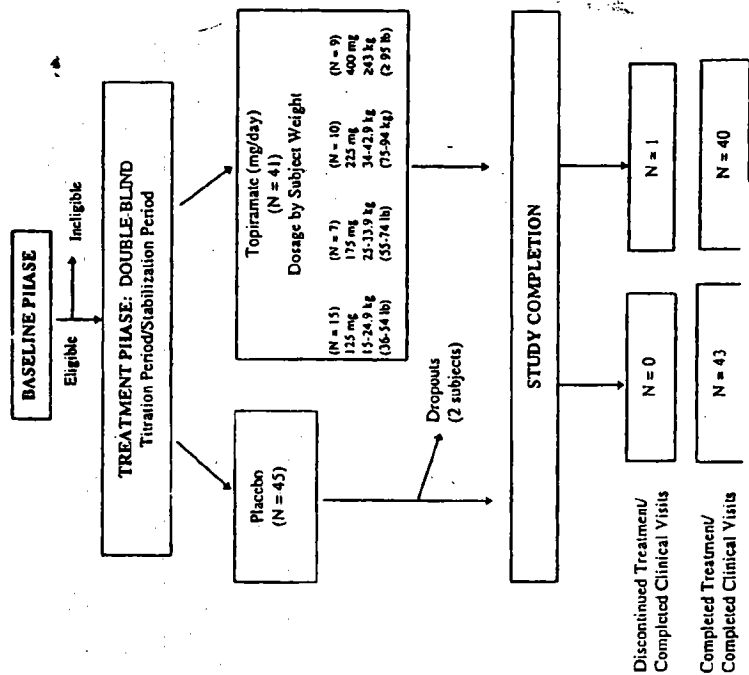 BASELINE PHASE
Eligible
Ineligible
TREATMENT PHASE: DOUBLE-BLIND
Titration Period/Stabilization Period
Placebo
(N = 45)
Topiramate (mg/day)
(N = 41)
Dosage by Subject Weight
(N = 15) (N = 7) (N = 10) (N = 9)
125 mg 175 mg 225 mg 400 mg
15-24.9 kg 25-33.9 kg 34-42.9 kg ≥43 kg
(36-54 lb) (55-74 lb) (75-94 kg) (≥ 95 lb)
Dropouts
(2 subjects)
STUDY COMPLETION
Discontinued Treatment/
Completed Clinical Visits
N = 0
N = 1
Completed Treatment/
Completed Clinical Visits
N = 43
N = 40